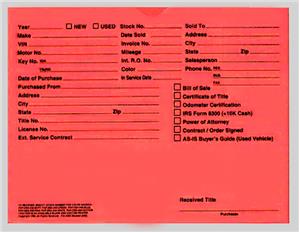 Year ☐ NEW ☐ USED Stock No. Sold To
Make Date Sold Address
VIN Invoice No. City
Motor No. Mileage State Zip
Key No. Int. R.O. No. Salesperson
Color Phone No.
Date of Purchase In Service Date
Purchased From
Address
City
State Zip
Title No.
License No.
Ext. Service Contract
☐ Bill of Sale
☐ Certificate of Title
☐ Odometer Certification
☐ IRS Form 8300 (+10K Cash)
☐ Power of Attorney
☐ Contract / Order Signed
☐ AS-IS Buyer's Guide (Used Vehicle)
Received Title
Purchaser